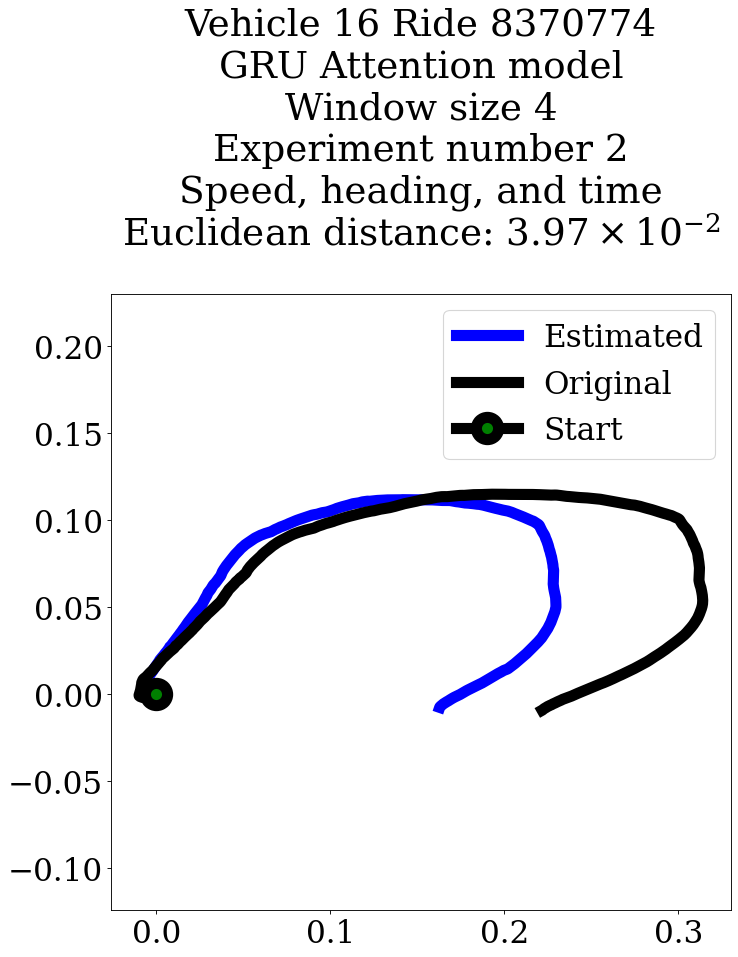 Vehicle 16 Ride 8370774
GRU Attention model
Window size 4
Experiment number 2
Speed, heading, and time
Euclidean distance: 3.97 × 10⁻²
Estimated
Original
Start
0.20
0.15
0.10
0.05
0.00
−0.05
−0.10
0.0 0.1 0.2 0.3